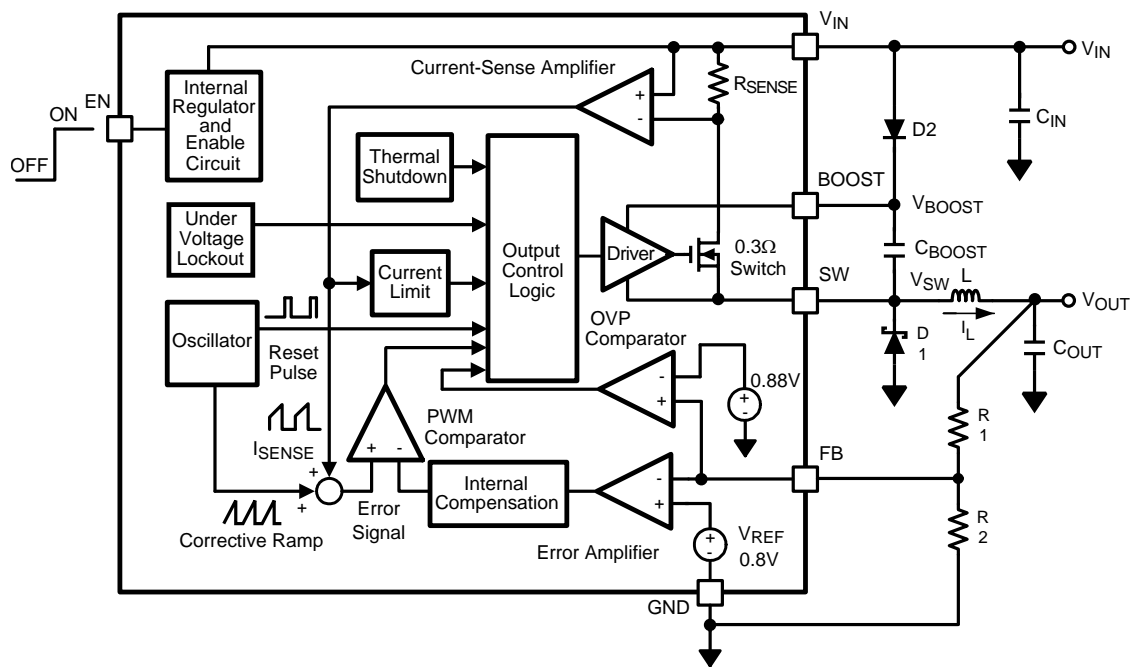 VIN
VIN
Current-Sense Amplifier
RSENSE
EN
ON
OFF
Internal
Regulator
and
Enable
Circuit
D2
CIN
Thermal
Shutdown
BOOST
VBOOST
Under
Voltage
Lockout
Output
Control
Logic
Driver
0.3Ω
Switch
CBOOST
Current
Limit
SW
VSW
L
IL
VOUT
Oscillator
Reset
Pulse
OVP
Comparator
D
1
COUT
-
+
0.88V
+
-
PWM
Comparator
ISENSE
+
-
R
1
FB
+
+
Error
Signal
Internal
Compensation
-
+
Corrective Ramp
Error Amplifier
+
-
VREF
0.8V
R
2
GND
+
-